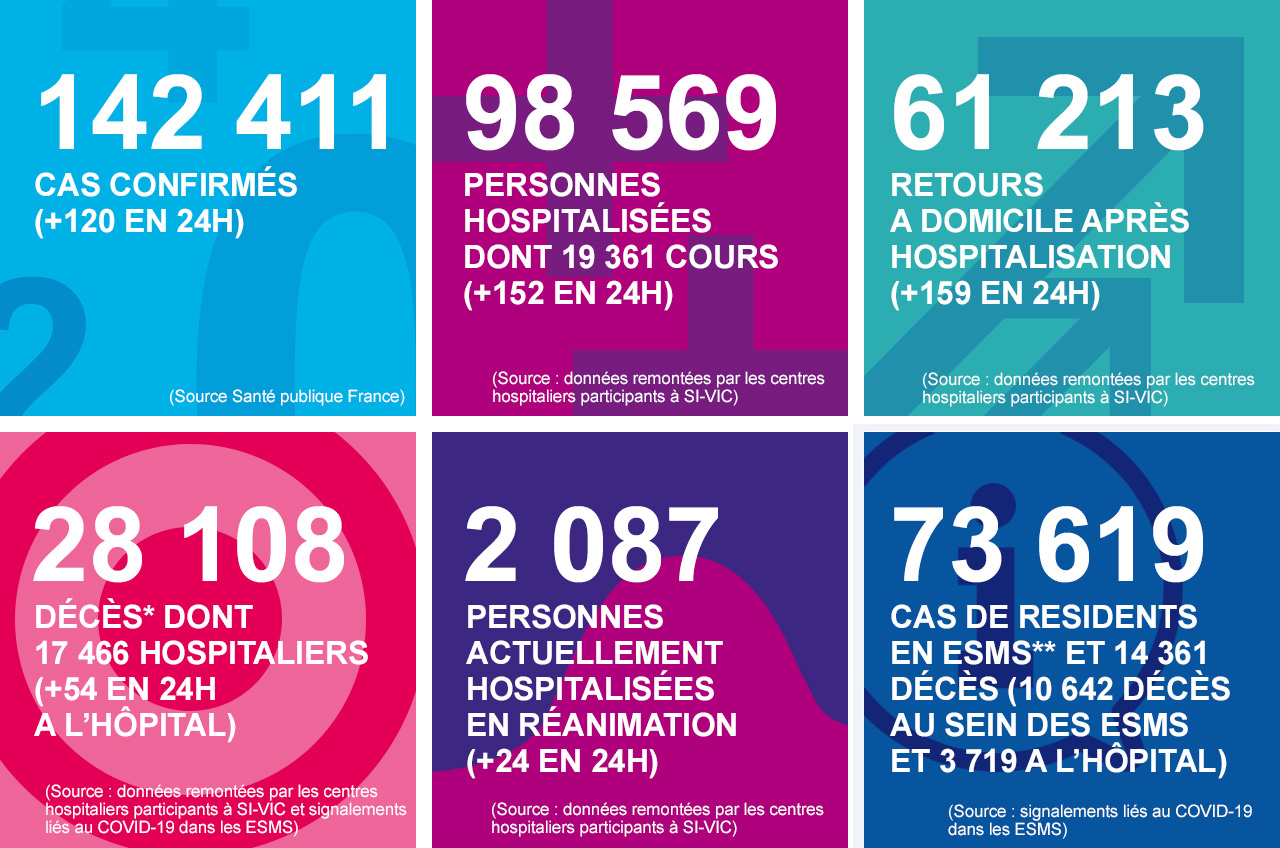 142 411
CAS CONFIRMÉS
(+120 EN 24H)
(Source Santé publique France)
98 569
PERSONNES
HOSPITALISÉES
DONT 19 361 COURS
(+152 EN 24H)
(Source : données remontées par les centres
hospitaliers participants à SI-VIC)
61 213
RETOURS
A DOMICILE APRÈS
HOSPITALISATION
(+159 EN 24H)
(Source : données remontées par les centres
hospitaliers participants à SI-VIC)
28 108
DÉCÈS* DONT
17 466 HOSPITALIERS
(+54 EN 24H
A L’HÔPITAL)
(Source : données remontées par les centres
hospitaliers participants à SI-VIC et signalements
liés au COVID-19 dans les ESMS)
2 087
PERSONNES
ACTUELLEMENT
HOSPITALISÉES
EN RÉANIMATION
(+24 EN 24H)
(Source : données remontées par les centres
hospitaliers participants à SI-VIC)
73 619
CAS DE RESIDENTS
EN ESMS** ET 14 361
DÉCÈS (10 642 DÉCÈS
AU SEIN DES ESMS
ET 3 719 A L’HÔPITAL)
(Source : signalements liés au COVID-19
dans les ESMS)